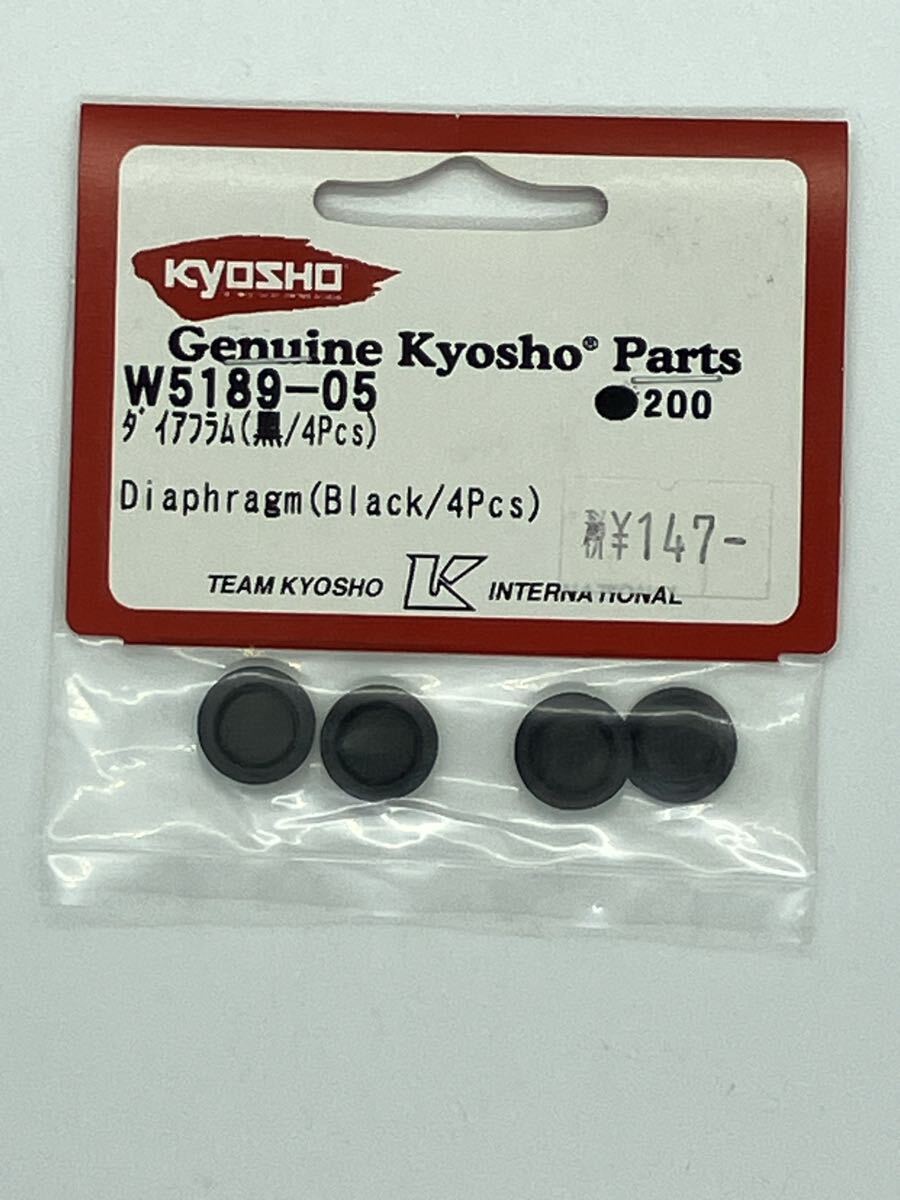 KYOSHO
Genuine Kyosho® Parts
W5189-05
●200
ﾀﾞｲｱﾌﾗﾑ(黒/4Pcs)
Diaphragm(Black/4Pcs)
¥147-
TEAM KYOSHO K INTERNATIONAL